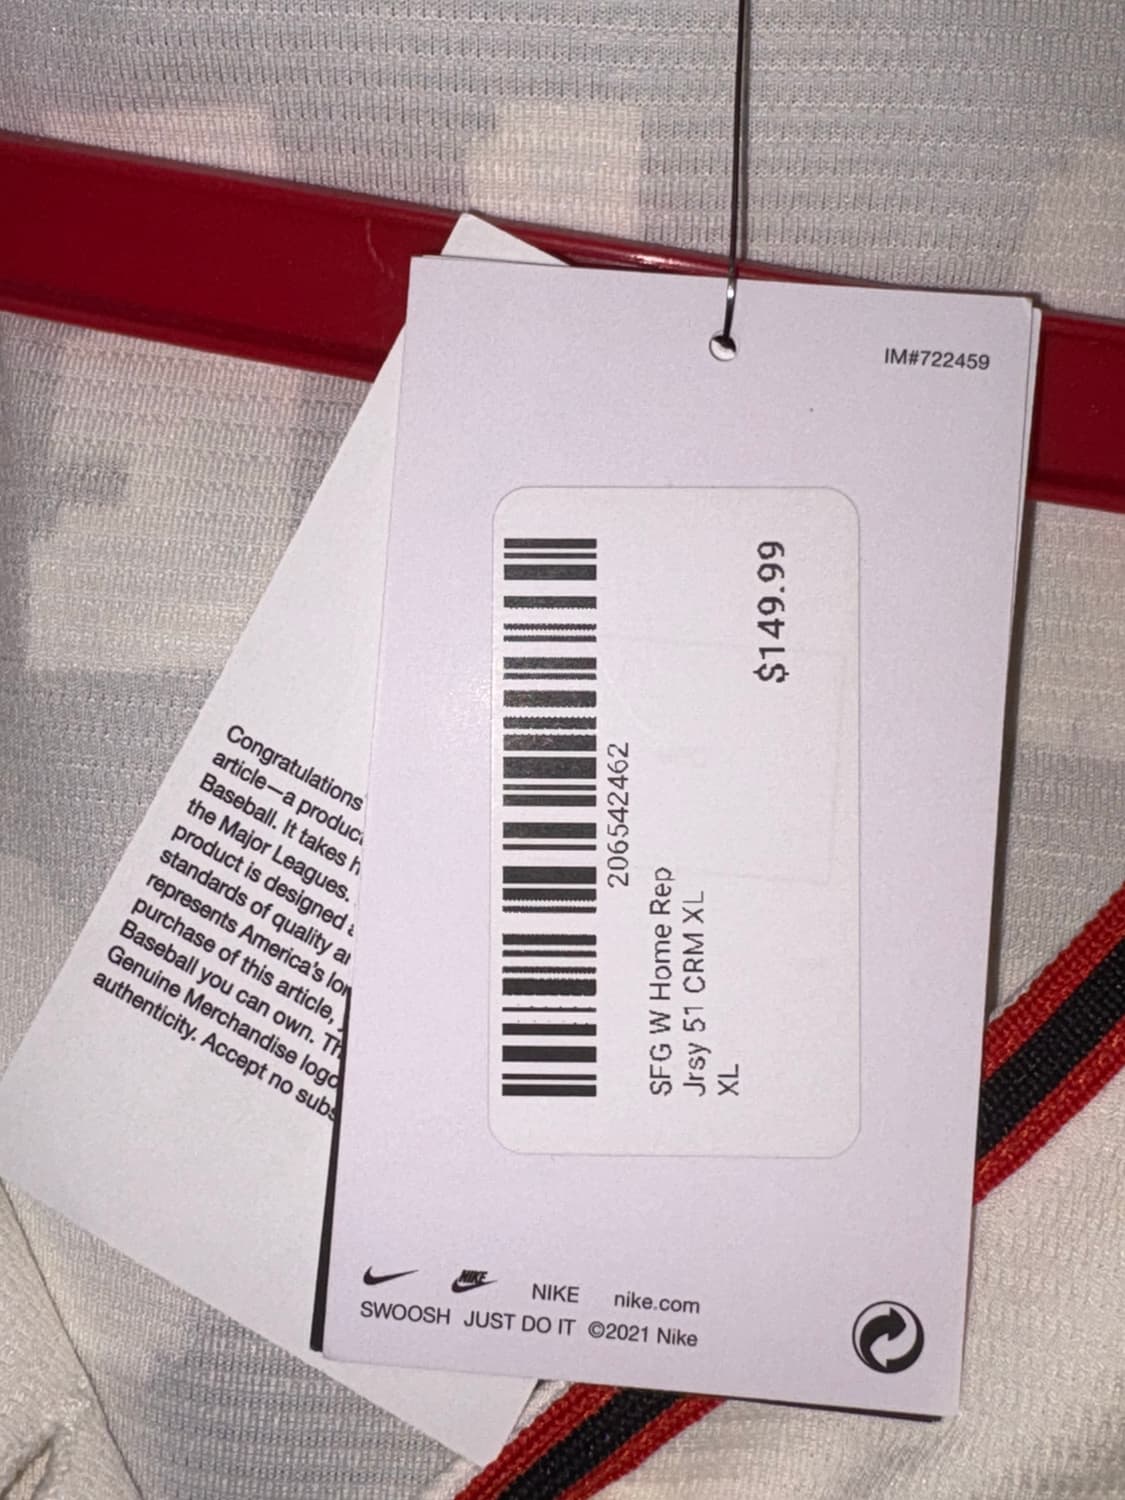 IM#722459
$149.99
206542462
SFG W Home Rep
Jrsy 51 CRM XL
XL
NIKE
NIKE nike.com
SWOOSH JUST DO IT ©2021 Nike
Congratulations
article—a produc
Baseball. It takes
the Major Leagues.
product is designed
standards of quality
represents America's
purchase of this article,
Baseball you can own.
Genuine Merchandise logo
authenticity. Accept no subs